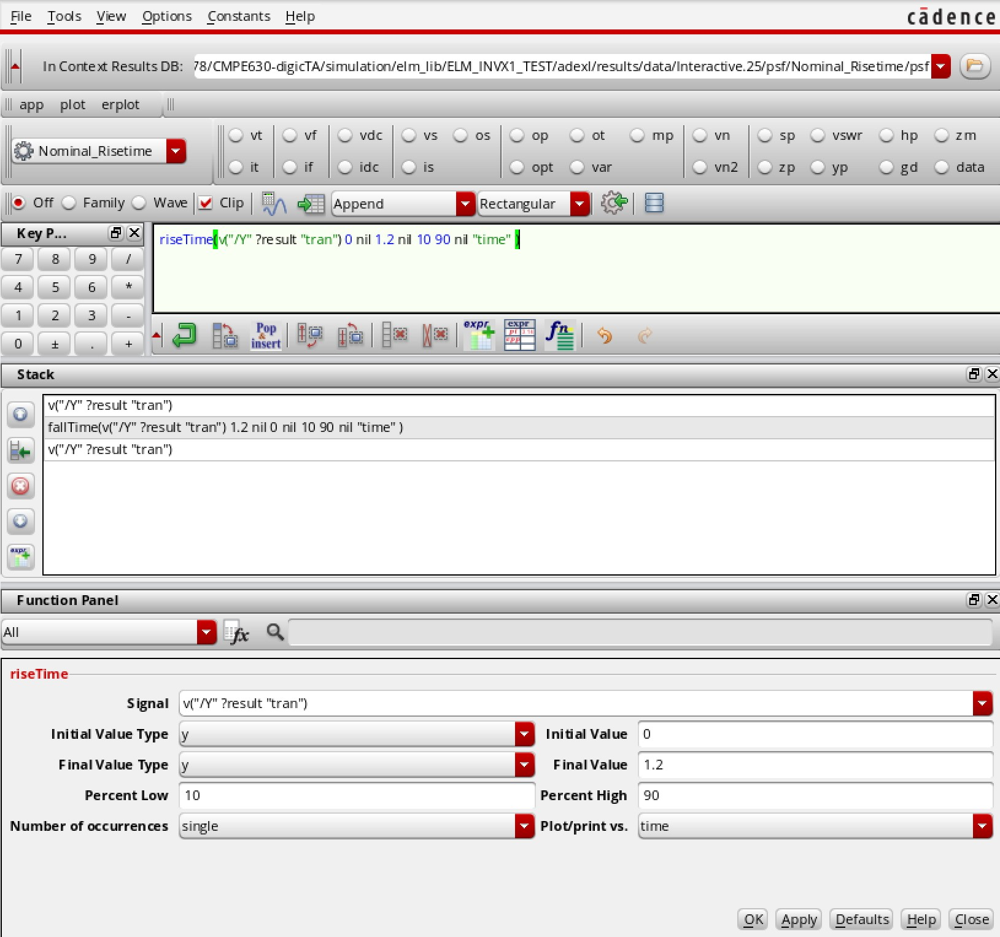 File Tools View Options Constants Help cādence
In Context Results DB: 78/CMPE630-digicTA/simulation/elm_lib/ELM_INVX1_TEST/adexl/results/data/Interactive.25/psf/Nominal_Risetime/psf
app plot erplot
Nominal_Risetime
vt vf vdc vs os op ot mp vn sp vswr hp zm
it if idc is opt var vn2 zp yp gd data
Off Family Wave Clip Append Rectangular
Key P...
riseTime(v("/Y" ?result "tran") 0 nil 1.2 nil 10 90 nil "time" )
7 8 9 /
4 5 6 *
1 2 3 -
0 ± . +
Pop & insert
expr
expr
fn
Stack
v("/Y" ?result "tran")
fallTime(v("/Y" ?result "tran") 1.2 nil 0 nil 10 90 nil "time" )
v("/Y" ?result "tran")
expr
Function Panel
All fx
riseTime
Signal v("/Y" ?result "tran")
Initial Value Type y Initial Value 0
Final Value Type y Final Value 1.2
Percent Low 10 Percent High 90
Number of occurrences single Plot/print vs. time
OK Apply Defaults Help Close